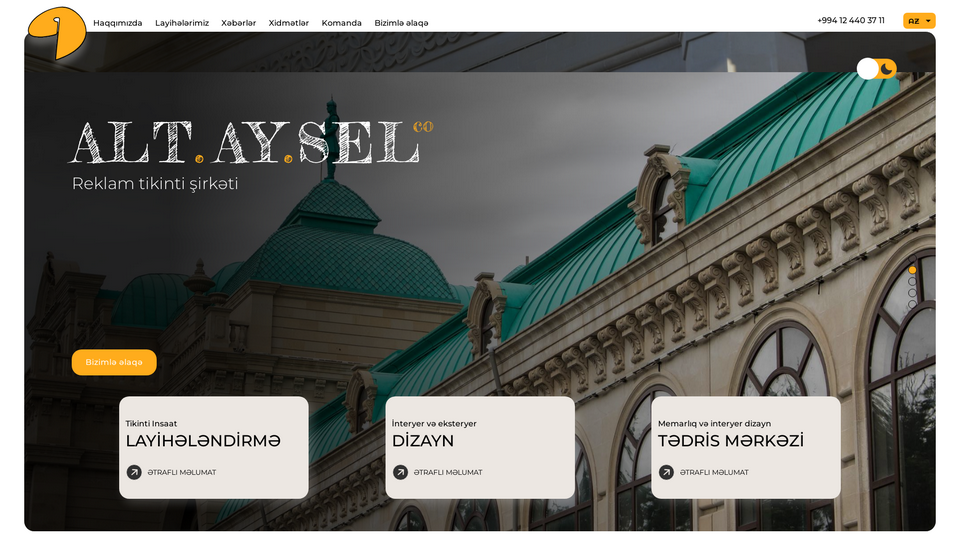 Haqqımızda Layihələrimiz Xəbərlər Xidmətlər Komanda Bizimlə əlaqə
+994 12 440 37 11
AZ
ALT.AY.SEL co
Reklam tikinti şirkəti
Bizimlə əlaqə
Tikinti Insaat
LAYİHƏLƏNDİRMƏ
ƏTRAFLI MƏLUMAT
İnteryer və eksteryer
DİZAYN
ƏTRAFLI MƏLUMAT
Memarlıq və interyer dizayn
TƏDRİS MƏRKƏZİ
ƏTRAFLI MƏLUMAT